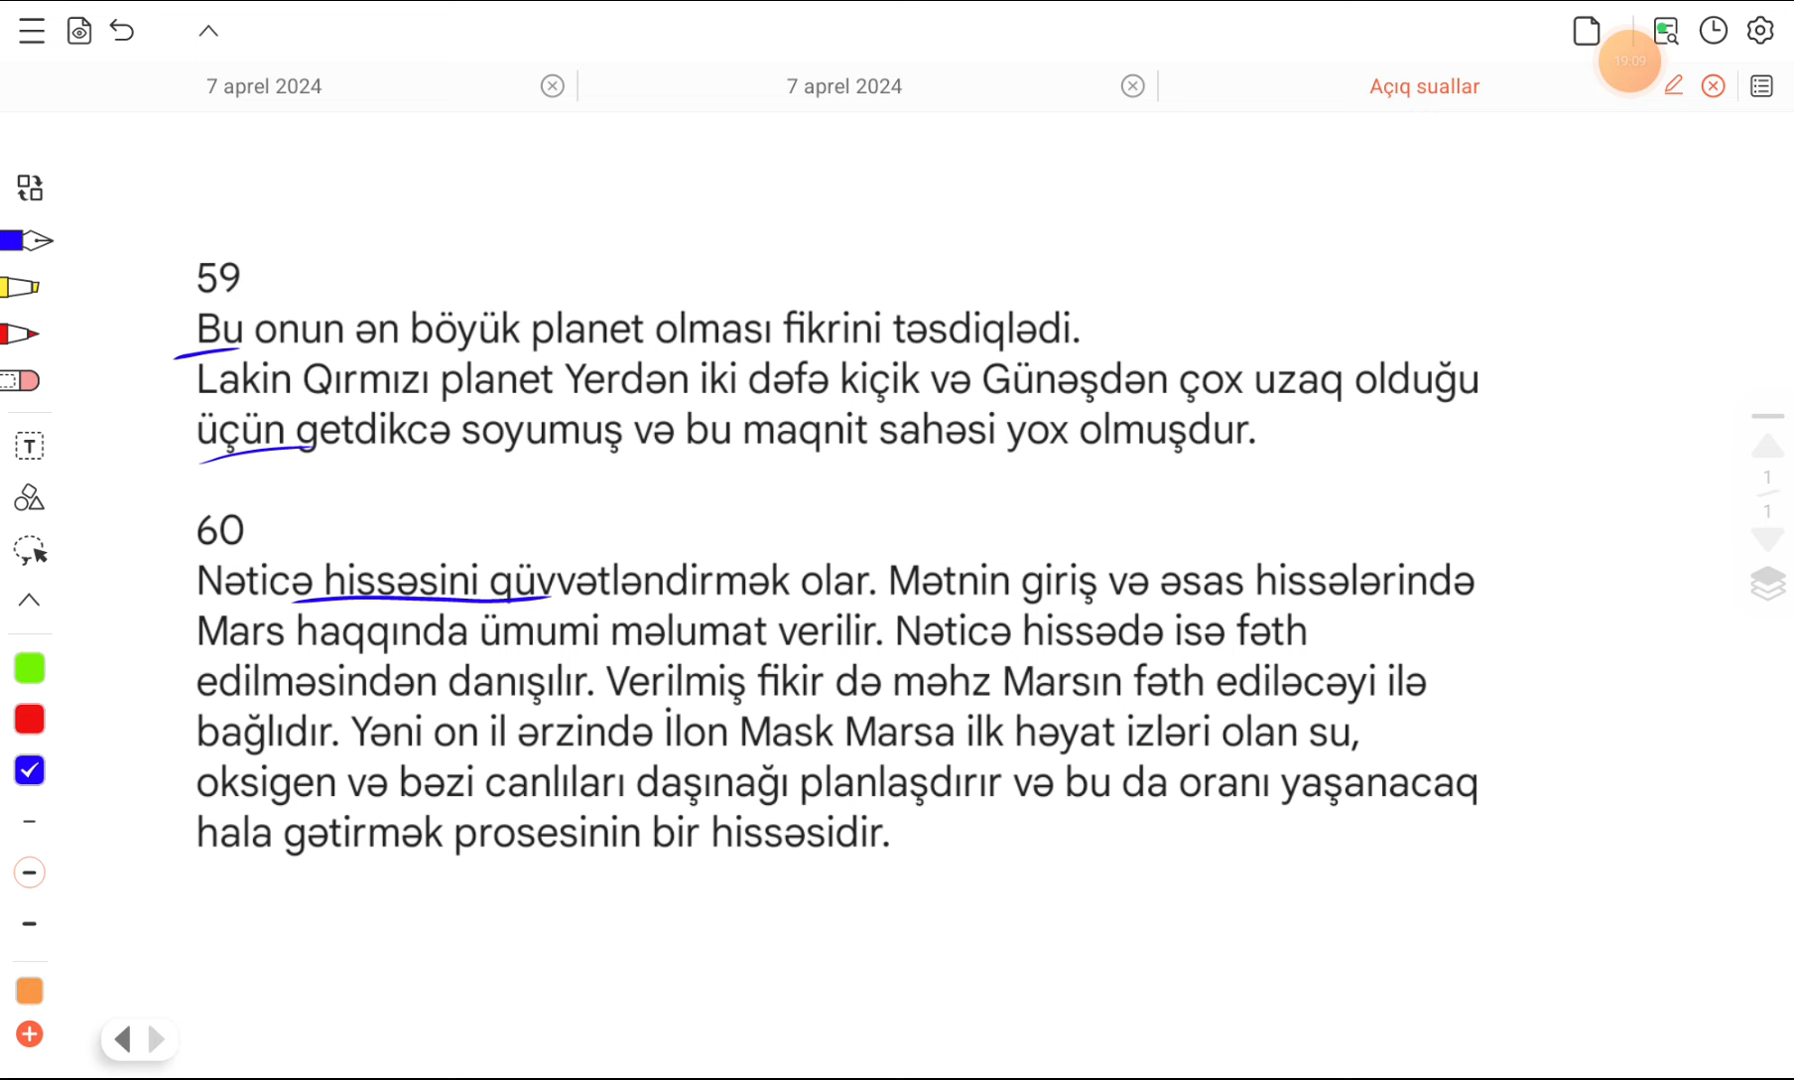 19:09
7 aprel 2024
7 aprel 2024
Açıq suallar
59
Bu onun ən böyük planet olması fikrini təsdiqlədi.
Lakin Qırmızı planet Yerdən iki dəfə kiçik və Günəşdən çox uzaq olduğu
üçün getdikcə soyumuş və bu maqnit sahəsi yox olmuşdur.
60
Nəticə hissəsini qüvvətləndirmək olar. Mətnin giriş və əsas hissələrində
Mars haqqında ümumi məlumat verilir. Nəticə hissədə isə fəth
edilməsindən danışılır. Verilmiş fikir də məhz Marsın fəth ediləcəyi ilə
bağlıdır. Yəni on il ərzində İlon Mask Marsa ilk həyat izləri olan su,
oksigen və bəzi canlıları daşınağı planlaşdırır və bu da oranı yaşanacaq
hala gətirmək prosesinin bir hissəsidir.
T
1
1